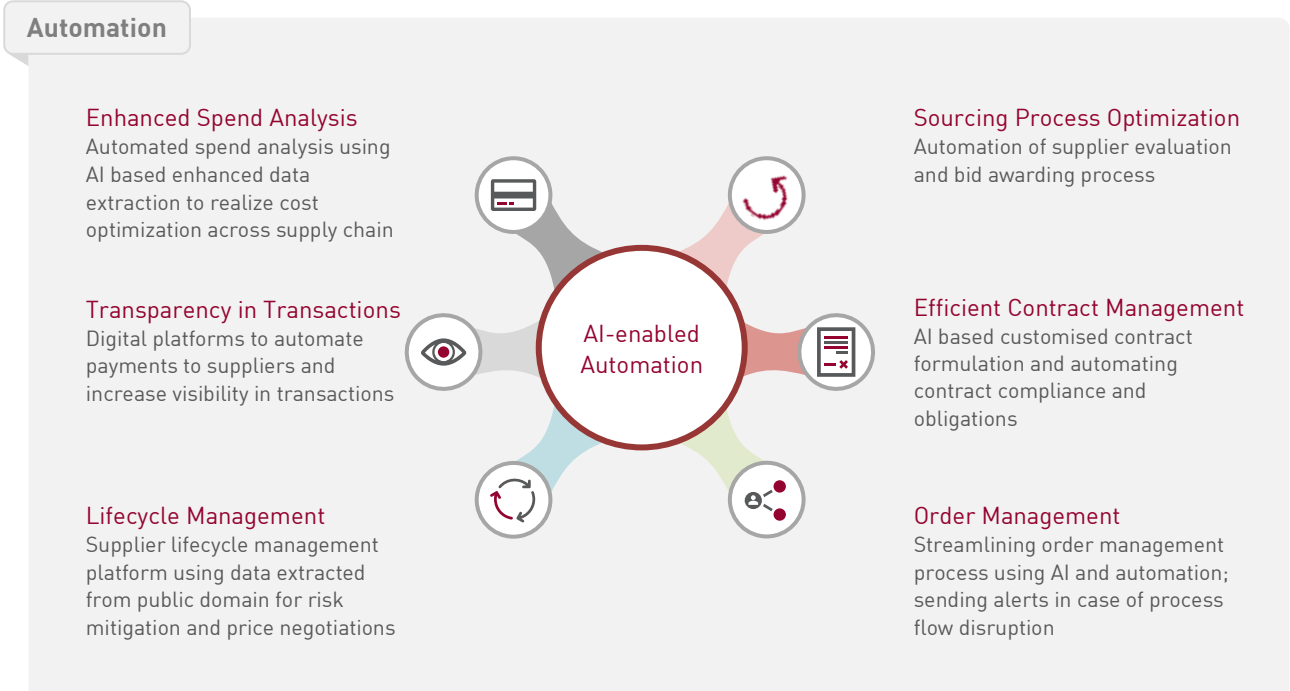 Automation
Enhanced Spend Analysis
Automated spend analysis using
AI based enhanced data
extraction to realize cost
optimization across supply chain
Transparency in Transactions
Digital platforms to automate
payments to suppliers and
increase visibility in transactions
Lifecycle Management
Supplier lifecycle management
platform using data extracted
from public domain for risk
mitigation and price negotiations
AI-enabled
Automation
Sourcing Process Optimization
Automation of supplier evaluation
and bid awarding process
Efficient Contract Management
AI based customised contract
formulation and automating
contract compliance and
obligations
Order Management
Streamlining order management
process using AI and automation;
sending alerts in case of process
flow disruption